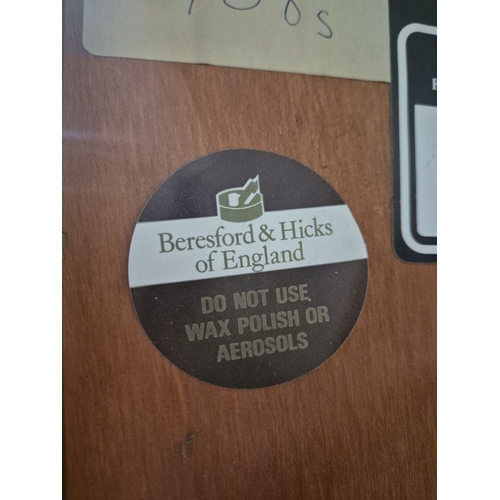 Beresford & Hicks
of England
DO NOT USE
WAX POLISH OR
AEROSOLS